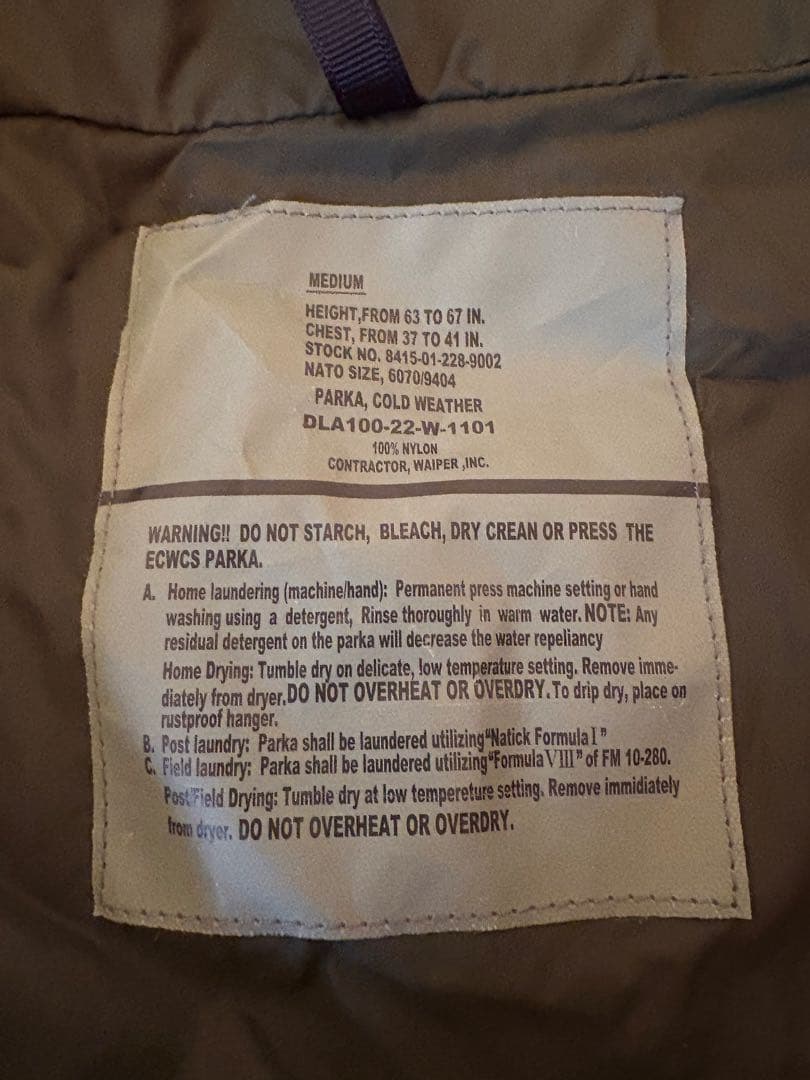 MEDIUM
HEIGHT,FROM 63 TO 67 IN.
CHEST, FROM 37 TO 41 IN.
STOCK NO. 8415-01-228-9002
NATO SIZE, 6070/9404
PARKA, COLD WEATHER
DLA100-22-W-1101
100% NYLON
CONTRACTOR, WAIPER ,INC.
WARNING!! DO NOT STARCH, BLEACH, DRY CREAN OR PRESS THE
ECWCS PARKA.
A. Home laundering (machine/hand): Permanent press machine setting or hand
washing using a detergent, Rinse thoroughly in warm water. NOTE: Any
residual detergent on the parka will decrease the water repeliancy
Home Drying: Tumble dry on delicate, low temperature setting. Remove imme-
diately from dryer. DO NOT OVERHEAT OR OVERDRY. To drip dry, place on
rustproof hanger.
B. Post laundry: Parka shall be laundered utilizing "Natick Formula I"
C. Field laundry: Parka shall be laundered utilizing "Formula VIII" of FM 10-280.
Post/Field Drying: Tumble dry at low tempereture setting. Remove immidiately
from dryer. DO NOT OVERHEAT OR OVERDRY.